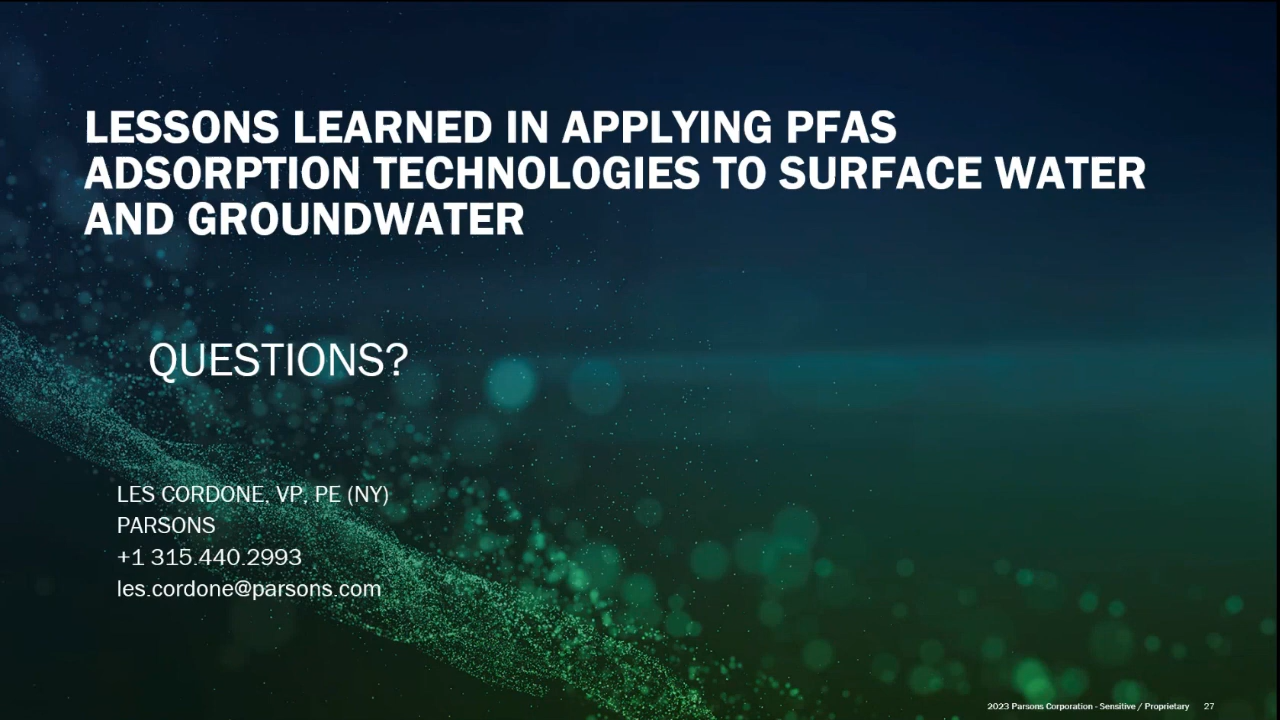 LESSONS LEARNED IN APPLYING PFAS
ADSORPTION TECHNOLOGIES TO SURFACE WATER
AND GROUNDWATER
QUESTIONS?
LES CORDONE, VP, PE (NY)
PARSONS
+1 315.440.2993
les.cordone@parsons.com
2023 Parsons Corporation - Sensitive / Proprietary 27